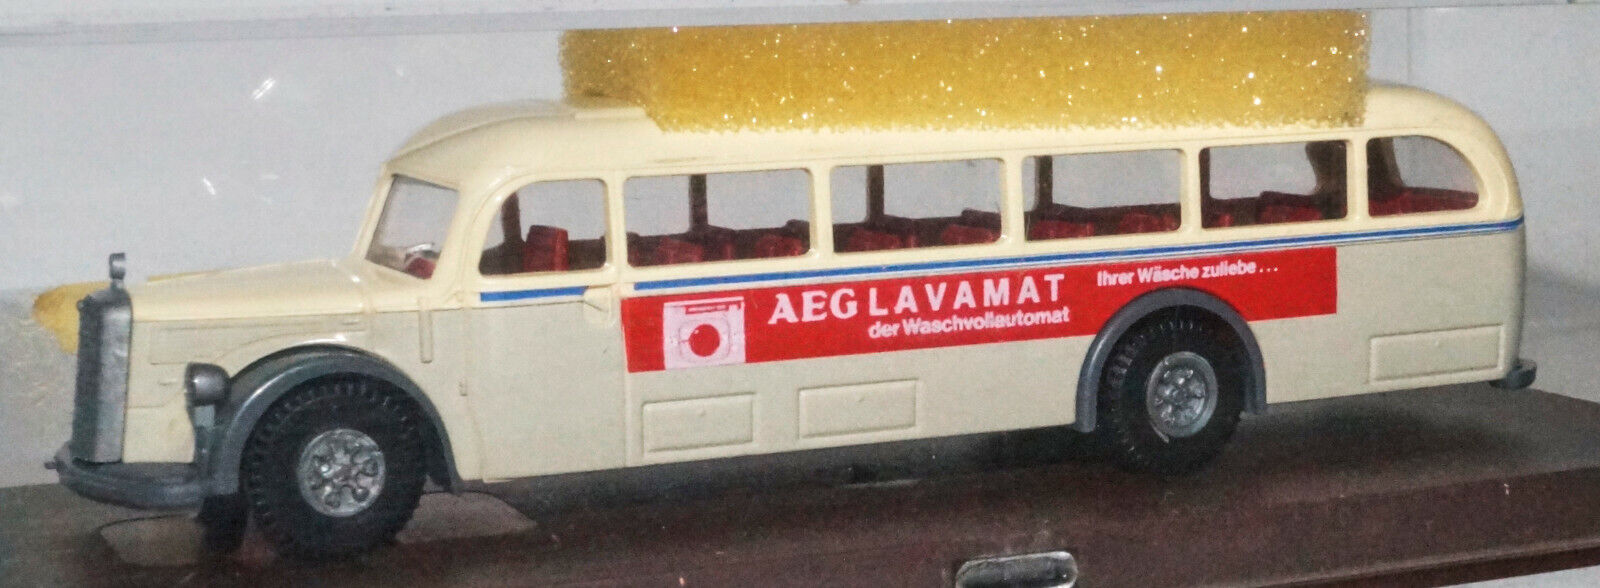 AEG LAVAMAT
der Waschvollautomat
Ihrer Wäsche zuliebe...